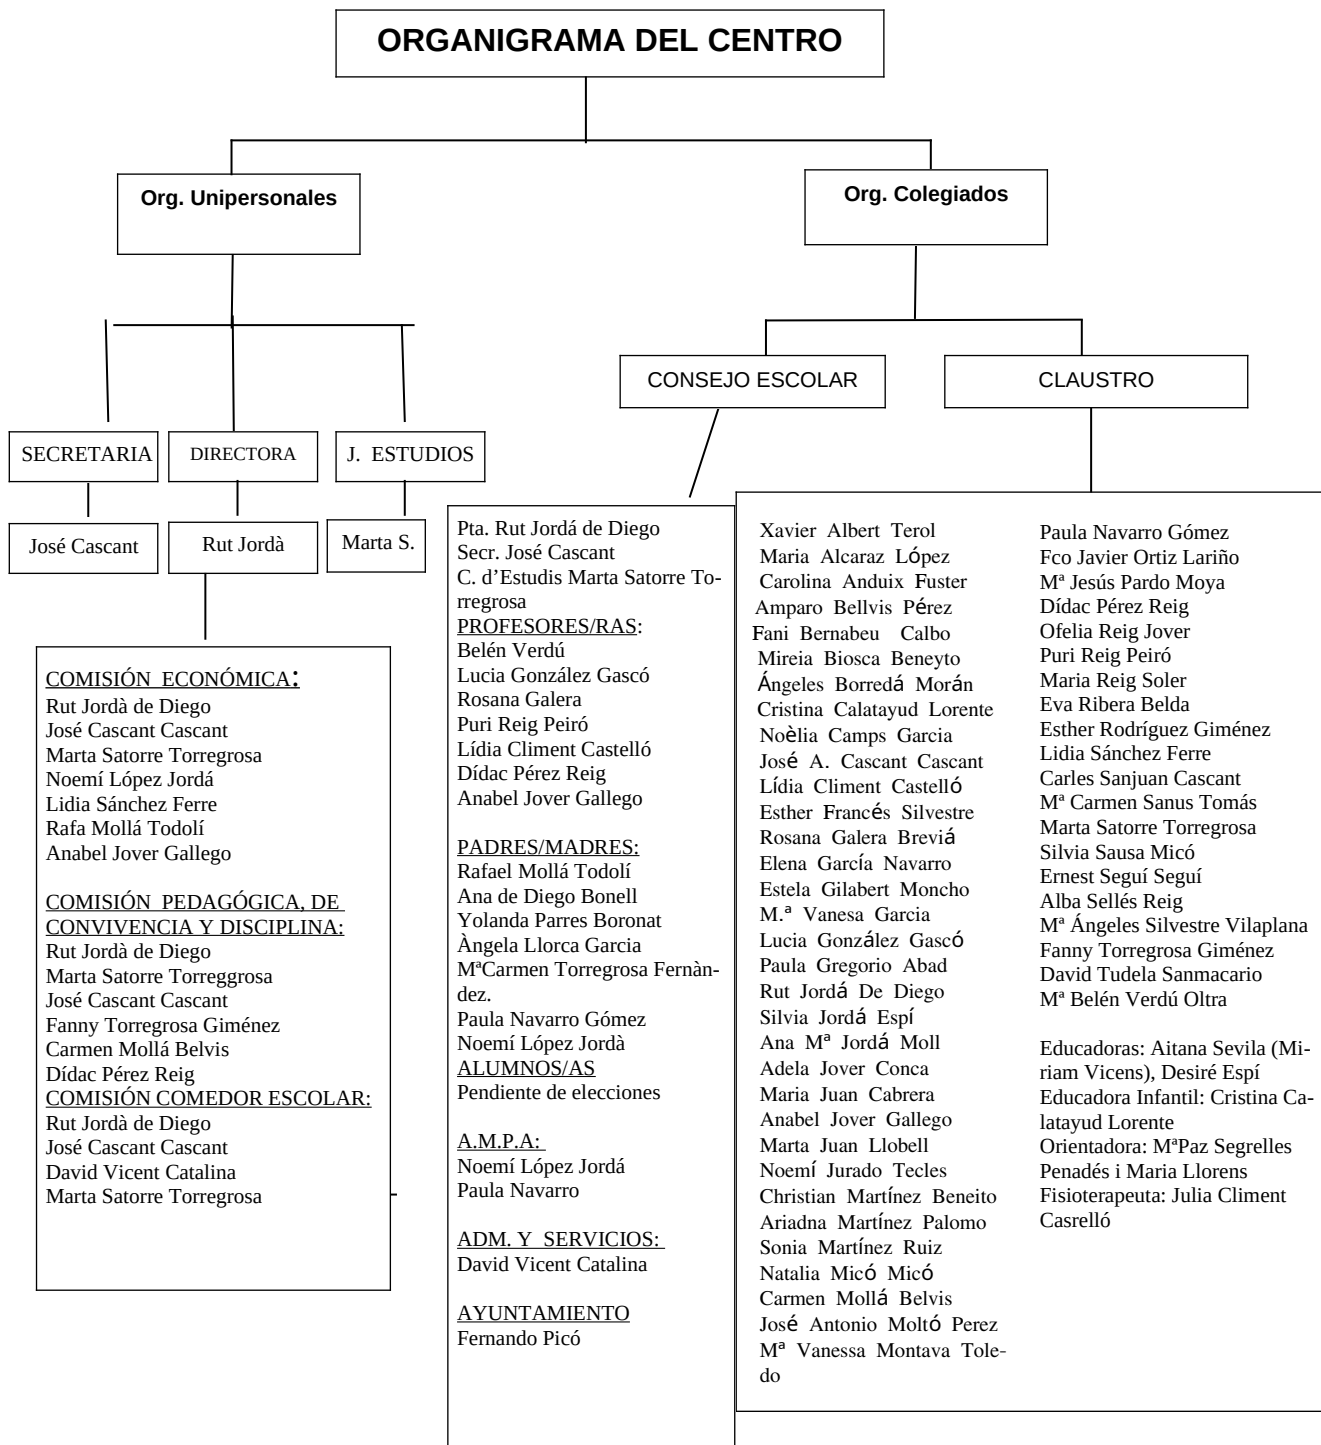 ORGANIGRAMA DEL CENTRO
Org. Unipersonales
Org. Colegiados
CONSEJO ESCOLAR
CLAUSTRO
SECRETARIA
DIRECTORA
J. ESTUDIOS
José Cascant
Rut Jordà
Marta S.
COMISIÓN ECONÓMICA:
Rut Jordà de Diego
José Cascant Cascant
Marta Satorre Torregrosa
Noemí López Jordá
Lidia Sánchez Ferre
Rafa Mollá Todolí
Anabel Jover Gallego
COMISIÓN PEDAGÓGICA, DE
CONVIVENCIA Y DISCIPLINA:
Rut Jordà de Diego
Marta Satorre Torreggrosa
José Cascant Cascant
Fanny Torregrosa Giménez
Carmen Mollá Belvis
Dídac Pérez Reig
COMISIÓN COMEDOR ESCOLAR:
Rut Jordà de Diego
José Cascant Cascant
David Vicent Catalina
Marta Satorre Torregrosa
Pta. Rut Jordá de Diego
Secr. José Cascant
C. d’Estudis Marta Satorre To-
rregrosa
PROFESORES/RAS:
Belén Verdú
Lucia González Gascó
Rosana Galera
Puri Reig Peiró
Lídia Climent Castelló
Dídac Pérez Reig
Anabel Jover Gallego
PADRES/MADRES:
Rafael Mollá Todolí
Ana de Diego Bonell
Yolanda Parres Boronat
Àngela Llorca Garcia
MªCarmen Torregrosa Fernàn-
dez.
Paula Navarro Gómez
Noemí López Jordà
ALUMNOS/AS
Pendiente de elecciones
A.M.P.A:
Noemí López Jordá
Paula Navarro
ADM. Y SERVICIOS:
David Vicent Catalina
AYUNTAMIENTO
Fernando Picó
Xavier Albert Terol
Maria Alcaraz López
Carolina Anduix Fuster
Amparo Bellvis Pérez
Fani Bernabeu Calbo
Mireia Biosca Beneyto
Ángeles Borredá Morán
Cristina Calatayud Lorente
Noèlia Camps Garcia
José A. Cascant Cascant
Lídia Climent Castelló
Esther Francés Silvestre
Rosana Galera Breviá
Elena García Navarro
Estela Gilabert Moncho
M.ª Vanesa Garcia
Lucia González Gascó
Paula Gregorio Abad
Rut Jordá De Diego
Silvia Jordá Espí
Ana Mª Jordá Moll
Adela Jover Conca
Maria Juan Cabrera
Anabel Jover Gallego
Marta Juan Llobell
Noemí Jurado Tecles
Christian Martínez Beneito
Ariadna Martínez Palomo
Sonia Martínez Ruiz
Natalia Micó Micó
Carmen Mollá Belvis
José Antonio Moltó Perez
Mª Vanessa Montava Tole-
do
Paula Navarro Gómez
Fco Javier Ortiz Lariño
Mª Jesús Pardo Moya
Dídac Pérez Reig
Ofelia Reig Jover
Puri Reig Peiró
Maria Reig Soler
Eva Ribera Belda
Esther Rodríguez Giménez
Lidia Sánchez Ferre
Carles Sanjuan Cascant
Mª Carmen Sanus Tomás
Marta Satorre Torregrosa
Silvia Sausa Micó
Ernest Seguí Seguí
Alba Sellés Reig
Mª Ángeles Silvestre Vilaplana
Fanny Torregrosa Giménez
David Tudela Sanmacario
Mª Belén Verdú Oltra
Educadoras: Aitana Sevila (Mi-
riam Vicens), Desiré Espí
Educadora Infantil: Cristina Ca-
latayud Lorente
Orientadora: MªPaz Segrelles
Penadés i Maria Llorens
Fisioterapeuta: Julia Climent
Casrelló